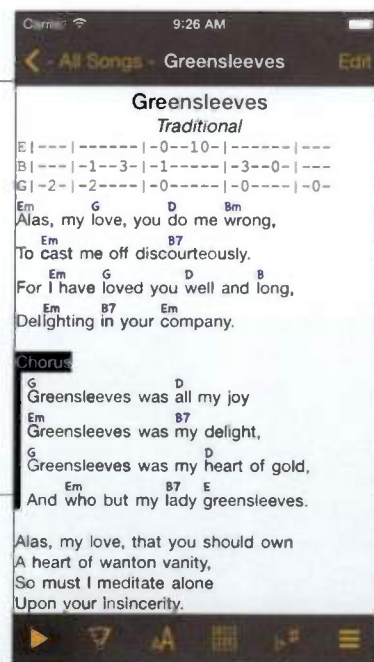 Carrier 9:26 AM
All Songs - Greensleeves Edit
Greensleeves
Traditional
E|---|------|-0--10-|------|---
B|---|-1--3-|-1-----|-3--0-|---
G|-2-|-2----|-0-----|-0----|-0-
Em G D Bm
Alas, my love, you do me wrong,
Em B7
To cast me off discourteously.
Em G D B
For I have loved you well and long,
Em B7 Em
Delighting in your company.
Chorus
G D
Greensleeves was all my joy
Em B7
Greensleeves was my delight,
G D
Greensleeves was my heart of gold,
Em B7 E
And who but my lady greensleeves.
Alas, my love, that you should own
A heart of wanton vanity,
So must I meditate alone
Upon your insincerity.
AA b #